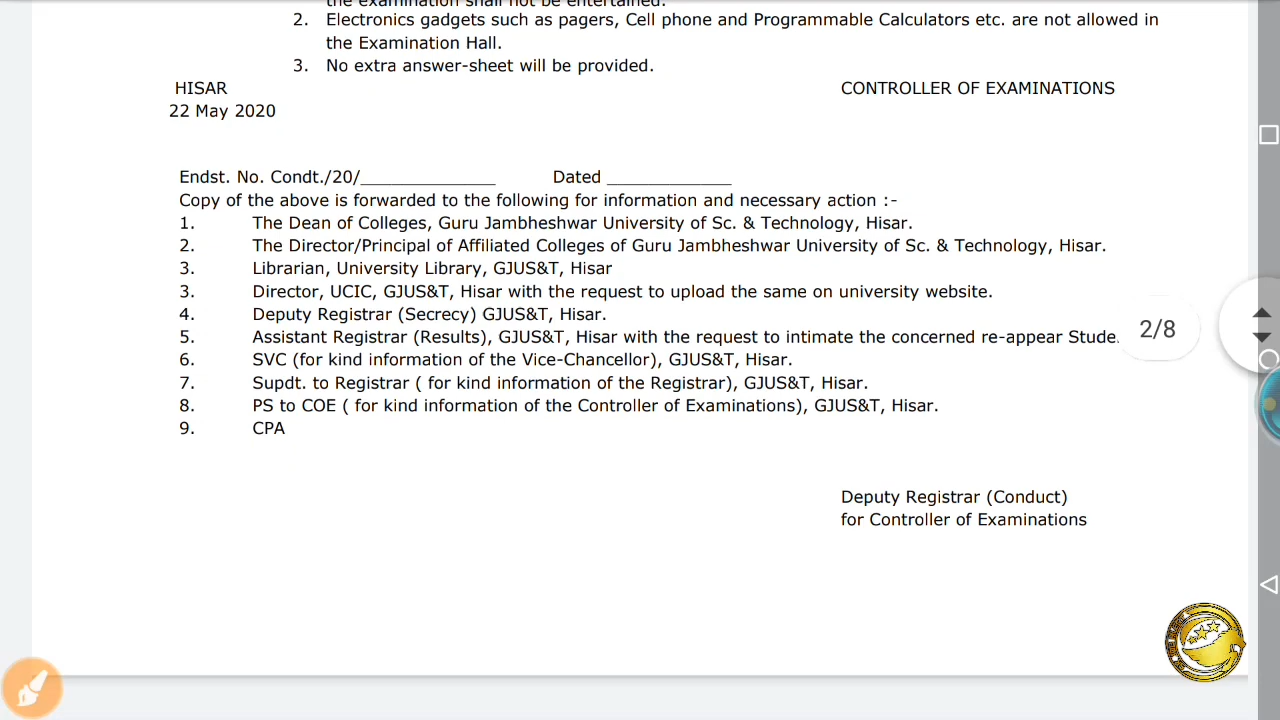 the examination shall not be entertained.
2. Electronics gadgets such as pagers, Cell phone and Programmable Calculators etc. are not allowed in
the Examination Hall.
3. No extra answer-sheet will be provided.
HISAR CONTROLLER OF EXAMINATIONS
22 May 2020
Endst. No. Condt./20/_______________ Dated ______________
Copy of the above is forwarded to the following for information and necessary action :-
1. The Dean of Colleges, Guru Jambheshwar University of Sc. & Technology, Hisar.
2. The Director/Principal of Affiliated Colleges of Guru Jambheshwar University of Sc. & Technology, Hisar.
3. Librarian, University Library, GJUS&T, Hisar
3. Director, UCIC, GJUS&T, Hisar with the request to upload the same on university website.
4. Deputy Registrar (Secrecy) GJUS&T, Hisar.
5. Assistant Registrar (Results), GJUS&T, Hisar with the request to intimate the concerned re-appear Stude
2/8
6. SVC (for kind information of the Vice-Chancellor), GJUS&T, Hisar.
7. Supdt. to Registrar ( for kind information of the Registrar), GJUS&T, Hisar.
8. PS to COE ( for kind information of the Controller of Examinations), GJUS&T, Hisar.
9. CPA
Deputy Registrar (Conduct)
for Controller of Examinations